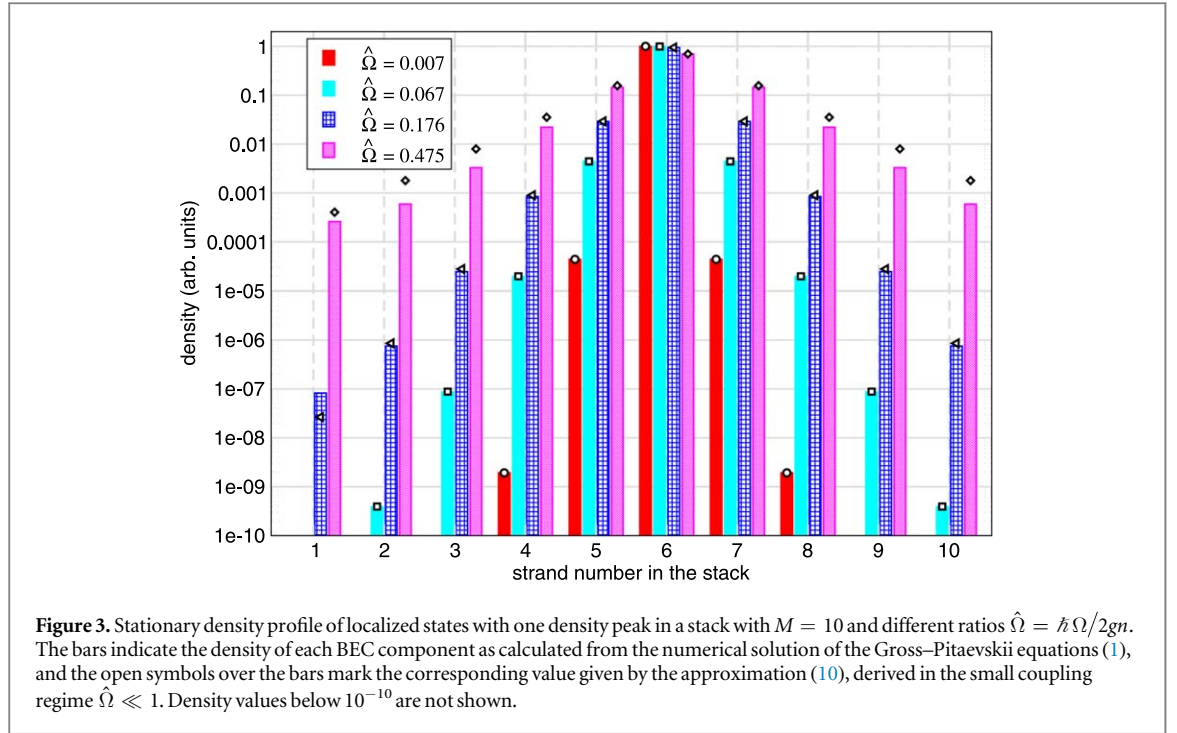 1
0.1
0.01
0.001
0.0001
1e-05
1e-06
1e-07
1e-08
1e-09
1e-10
density (arb. units)
Ω̂ = 0.007
Ω̂ = 0.067
Ω̂ = 0.176
Ω̂ = 0.475
1 2 3 4 5 6 7 8 9 10
strand number in the stack
Figure 3. Stationary density profile of localized states with one density peak in a stack with M = 10 and different ratios Ω̂ = ℏ Ω/2gn.
The bars indicate the density of each BEC component as calculated from the numerical solution of the Gross–Pitaevskii equations (1),
and the open symbols over the bars mark the corresponding value given by the approximation (10), derived in the small coupling
regime Ω̂ ≪ 1. Density values below 10⁻¹⁰ are not shown.